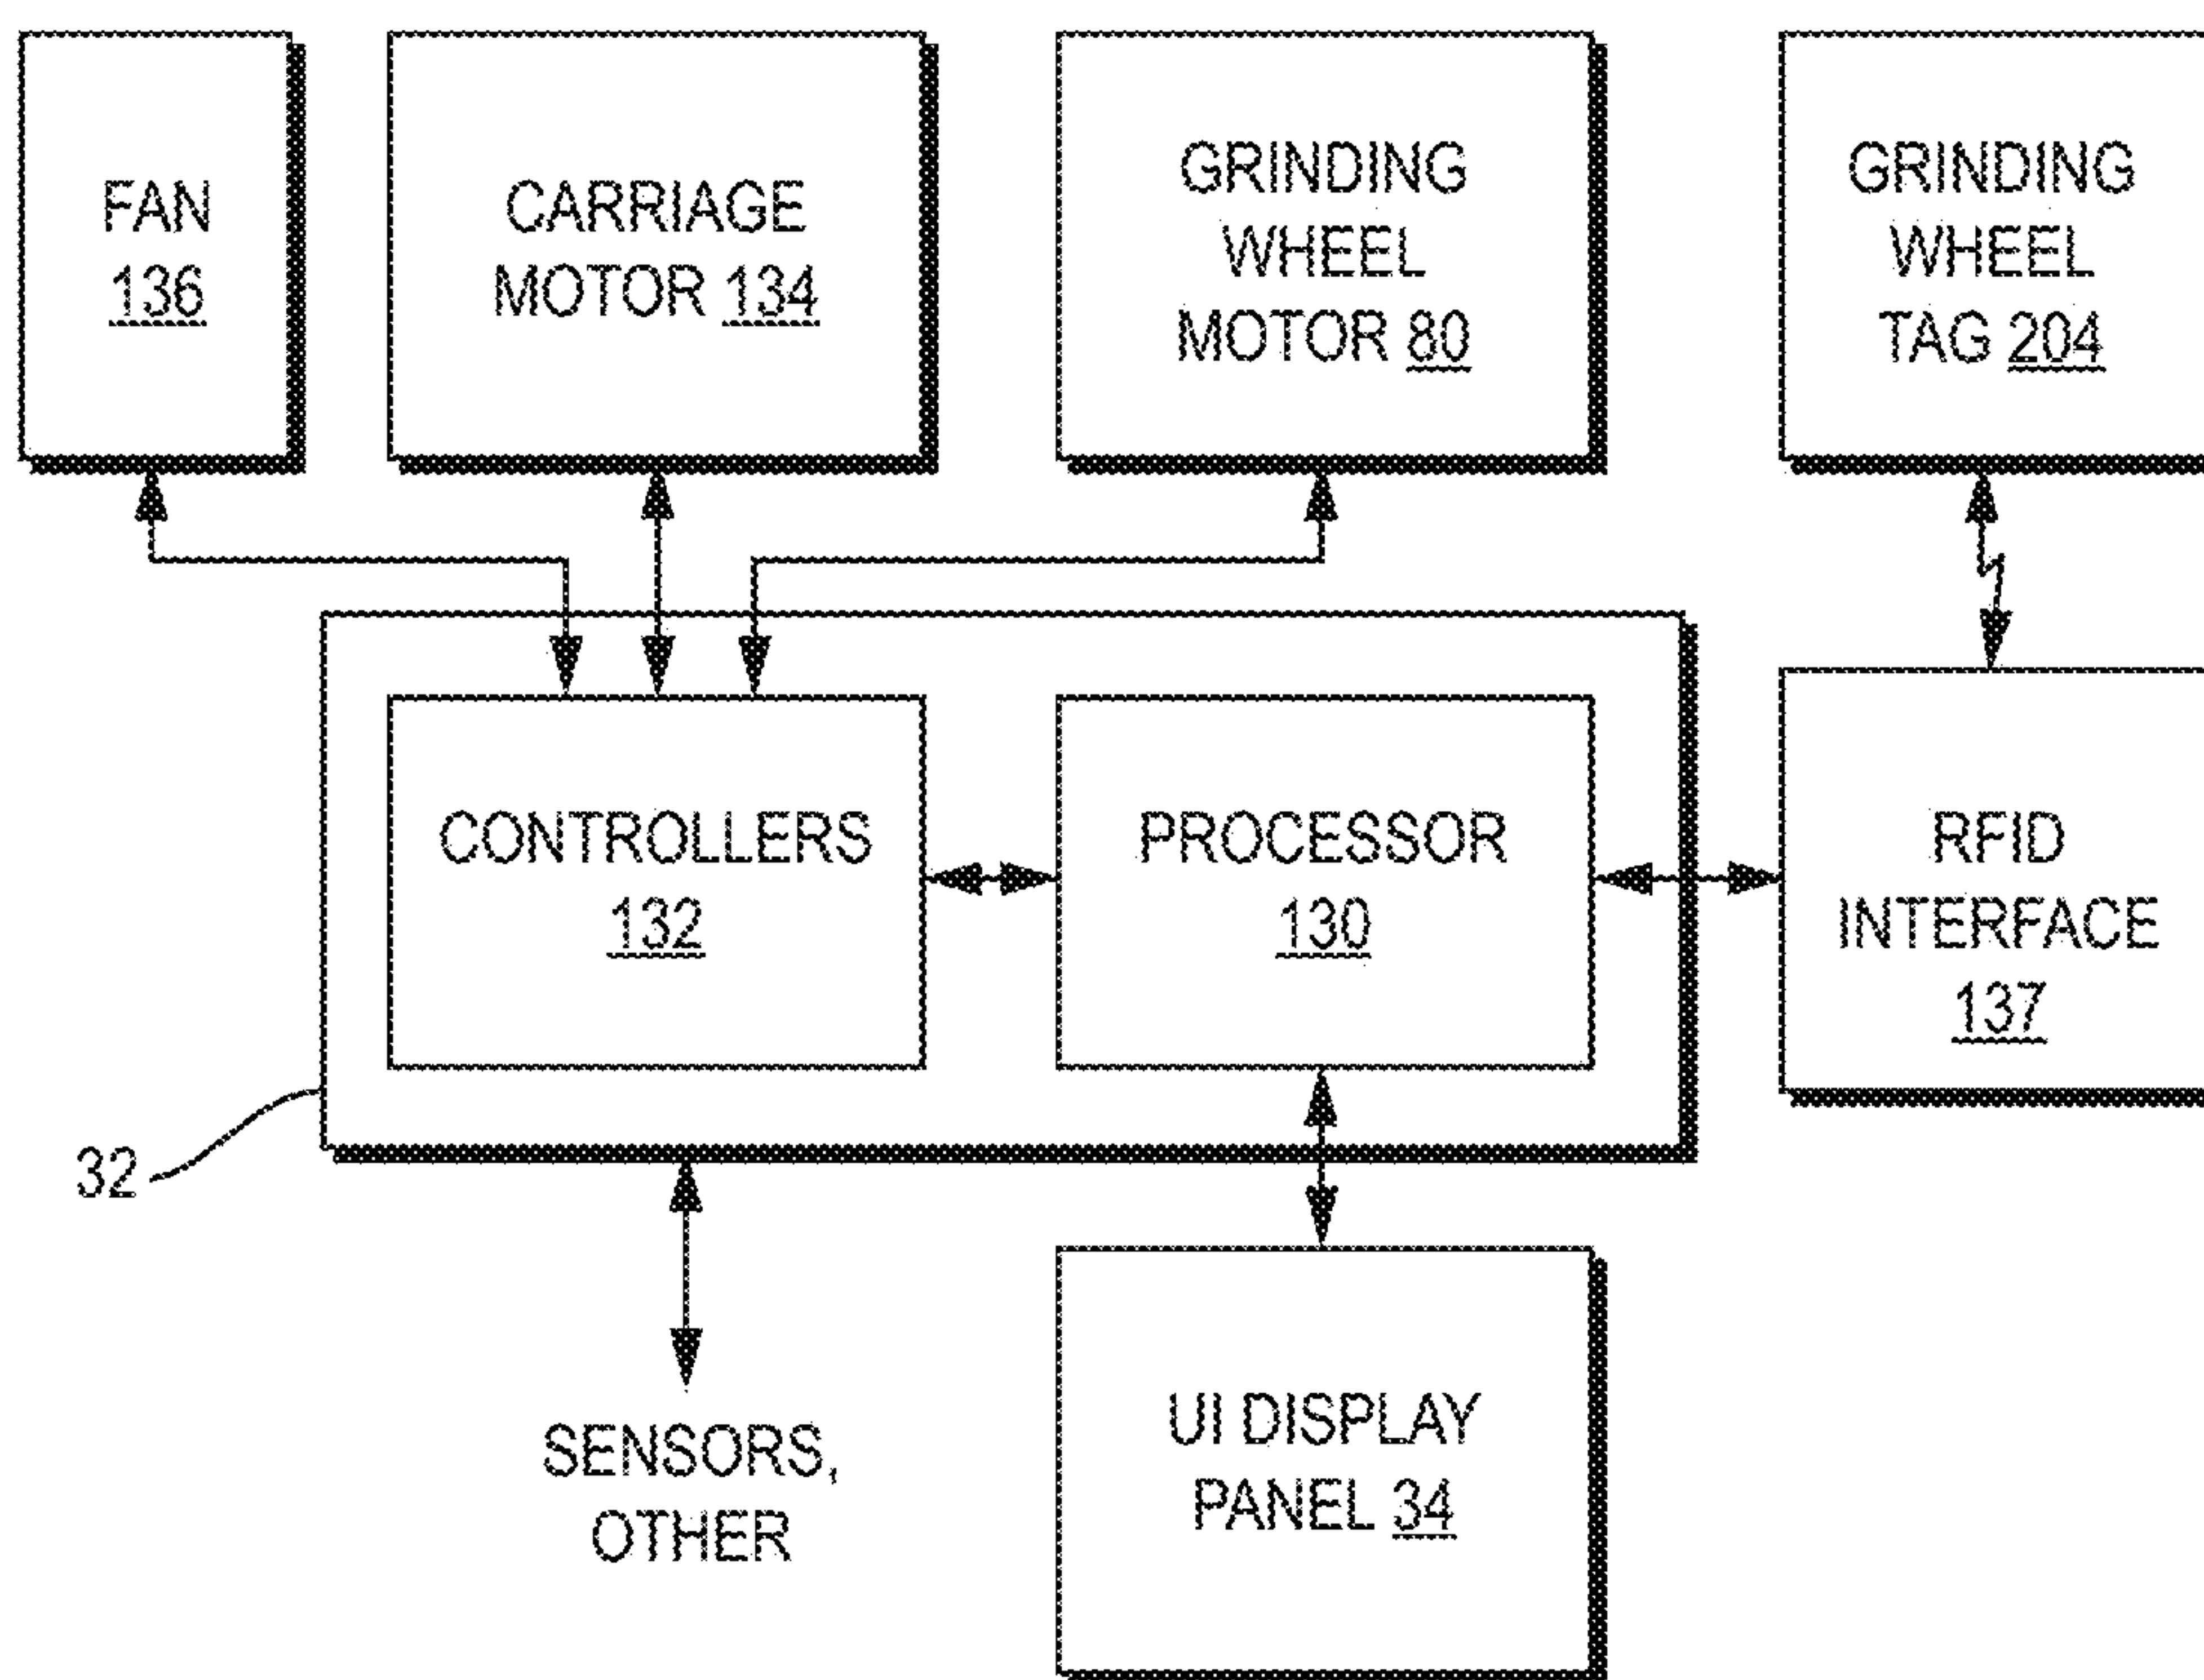 FAN
136
CARRIAGE
MOTOR 134
GRINDING
WHEEL
MOTOR 80
GRINDING
WHEEL
TAG 204
CONTROLLERS
132
PROCESSOR
130
RFID
INTERFACE
137
32
SENSORS,
OTHER
UI DISPLAY
PANEL 34